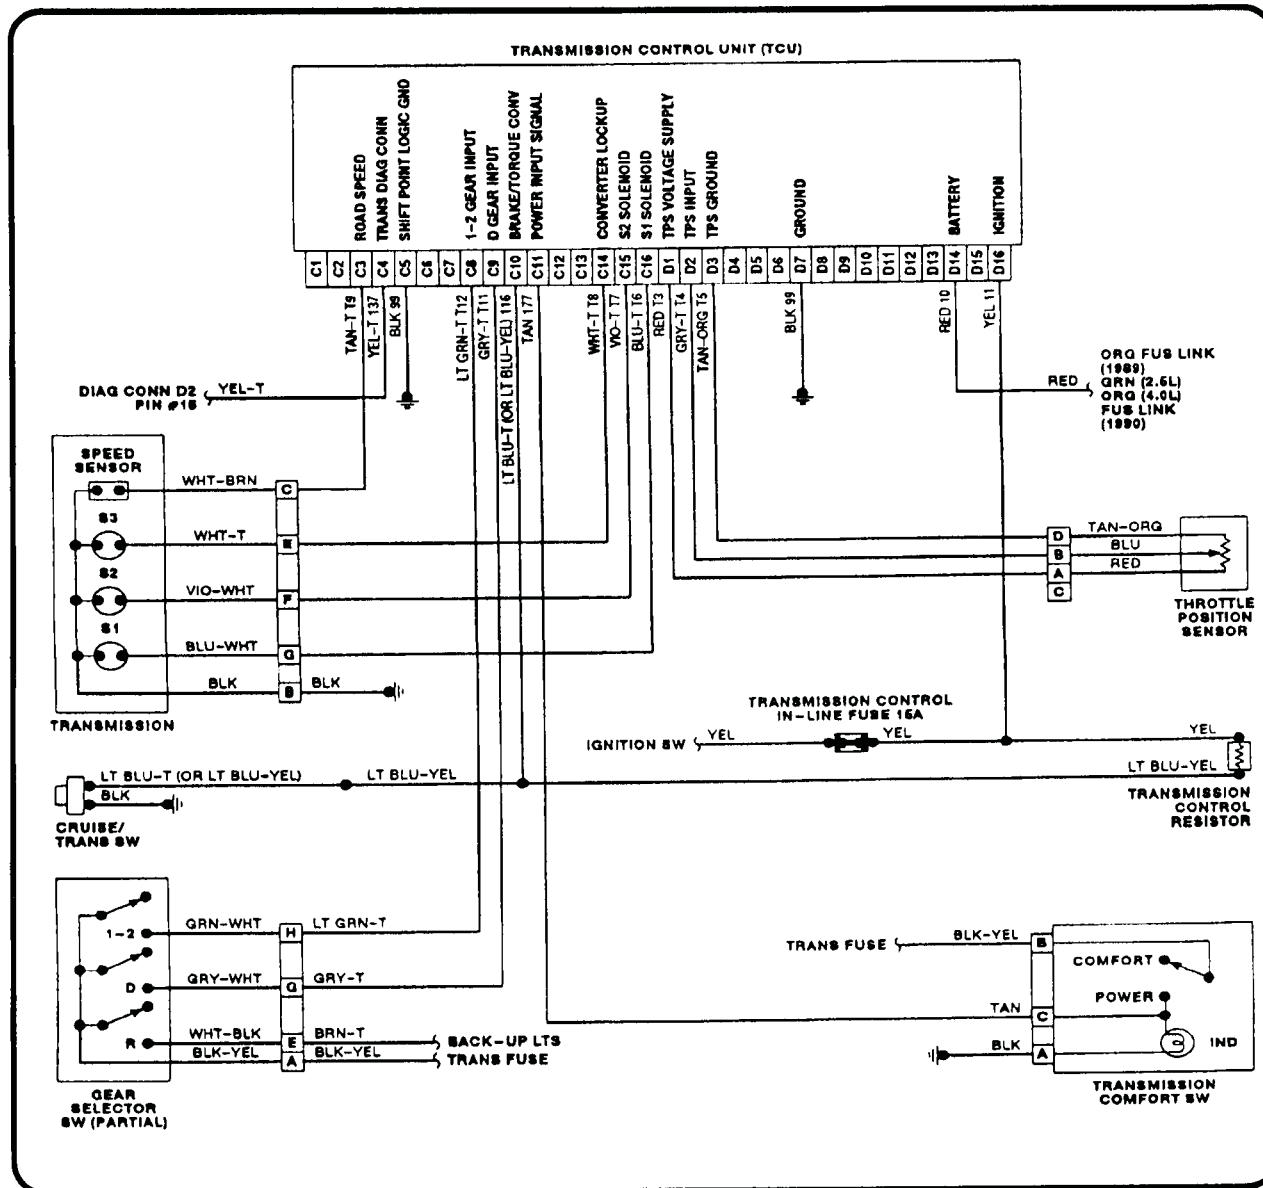 TRANSMISSION CONTROL UNIT (TCU)
ROAD SPEED
TRANS DIAG CONN
SHIFT POINT LOGIC GND
1-2 GEAR INPUT
D GEAR INPUT
BRAKE/TORQUE CONV
POWER INPUT SIGNAL
CONVERTER LOCKUP
S2 SOLENOID
S1 SOLENOID
TPS VOLTAGE SUPPLY
TPS INPUT
TPS GROUND
GROUND
BATTERY
IGNITION
C1 C2 C3 C4 C5 C6 C7 C8 C9 C10 C11 C12 C13 C14 C15 C16 D1 D2 D3 D4 D5 D6 D7 D8 D9 D10 D11 D12 D13 D14 D15 D16
TAN-T T9
YEL-T 137
BLK 99
LT GRN-T T12
GRY-T T11
LT BLU-T (OR LT BLU-YEL) 116
TAN 177
WHT-T T8
VIO-T T7
BLU-T T6
RED T3
GRY-T T4
TAN-ORG T5
BLK 99
RED 10
YEL 11
DIAG CONN D2
PIN #15
YEL-T
RED
ORG FUS LINK
(1989)
GRN (2.5L)
ORG (4.0L)
FUS LINK
(1990)
SPEED
SENSOR
WHT-BRN
C
S3
WHT-T
E
S2
VIO-WHT
F
S1
BLU-WHT
G
BLK
B
BLK
TRANSMISSION
D
TAN-ORG
B
BLU
A
RED
C
THROTTLE
POSITION
SENSOR
TRANSMISSION CONTROL
IN-LINE FUSE 15A
IGNITION SW
YEL
YEL
YEL
LT BLU-T (OR LT BLU-YEL)
LT BLU-YEL
LT BLU-YEL
BLK
CRUISE/
TRANS SW
TRANSMISSION
CONTROL
RESISTOR
1-2
GRN-WHT
H
LT GRN-T
D
GRY-WHT
G
GRY-T
R
WHT-BLK
E
BRN-T
BACK-UP LTS
BLK-YEL
A
BLK-YEL
TRANS FUSE
GEAR
SELECTOR
SW (PARTIAL)
TRANS FUSE
BLK-YEL
B
COMFORT
POWER
TAN
C
BLK
A
IND
TRANSMISSION
COMFORT SW